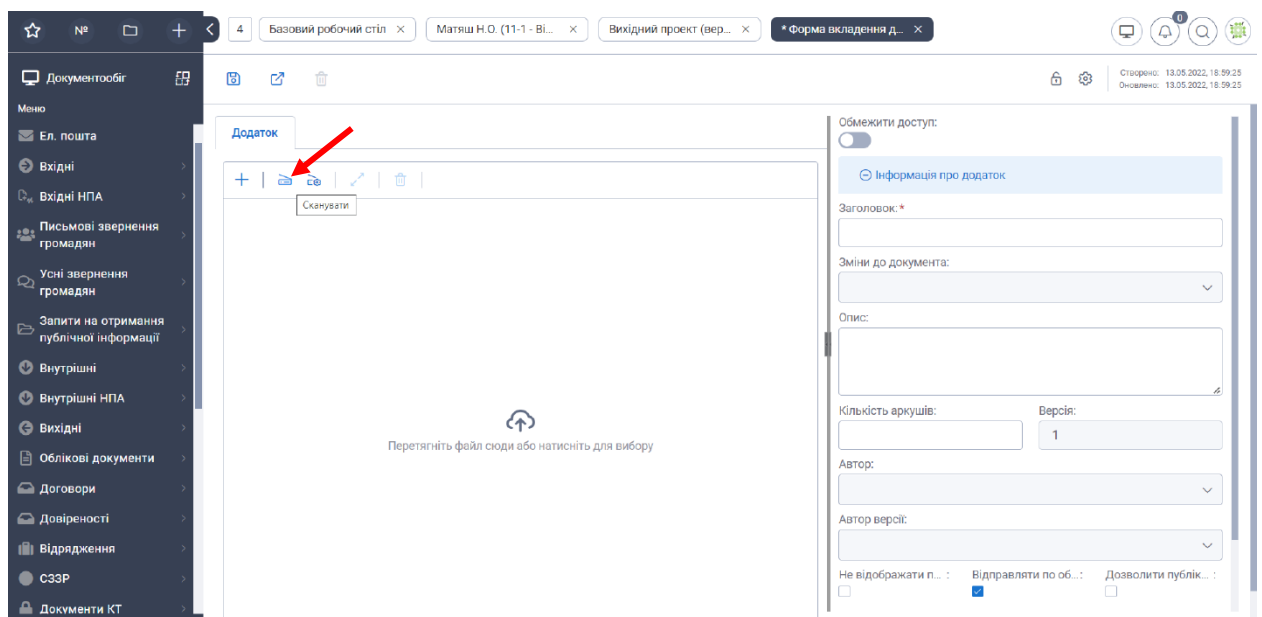 №
4
Базовий робочий стіл ×
Матяш Н.О. (11-1 - Ві... ×
Вихідний проект (вер... ×
* Форма вкладення д... ×
0
Документообіг
Створено: 13.05.2022, 18:59:25
Оновлено: 13.05.2022, 18:59:25
Меню
Ел. пошта
Вхідні
Вхідні НПА
Письмові звернення
громадян
Усні звернення
громадян
Запити на отримання
публічної інформації
Внутрішні
Внутрішні НПА
Вихідні
Облікові документи
Договори
Довіреності
Відрядження
СЗЗР
Документи КТ
Додаток
Сканувати
Перетягніть файл сюди або натисніть для вибору
Обмежити доступ:
Інформація про додаток
Заголовок:*
Зміни до документа:
Опис:
Кількість аркушів:
Версія:
1
Автор:
Автор версії:
Не відображати п... :
Відправляти по об...:
Дозволити публік... :